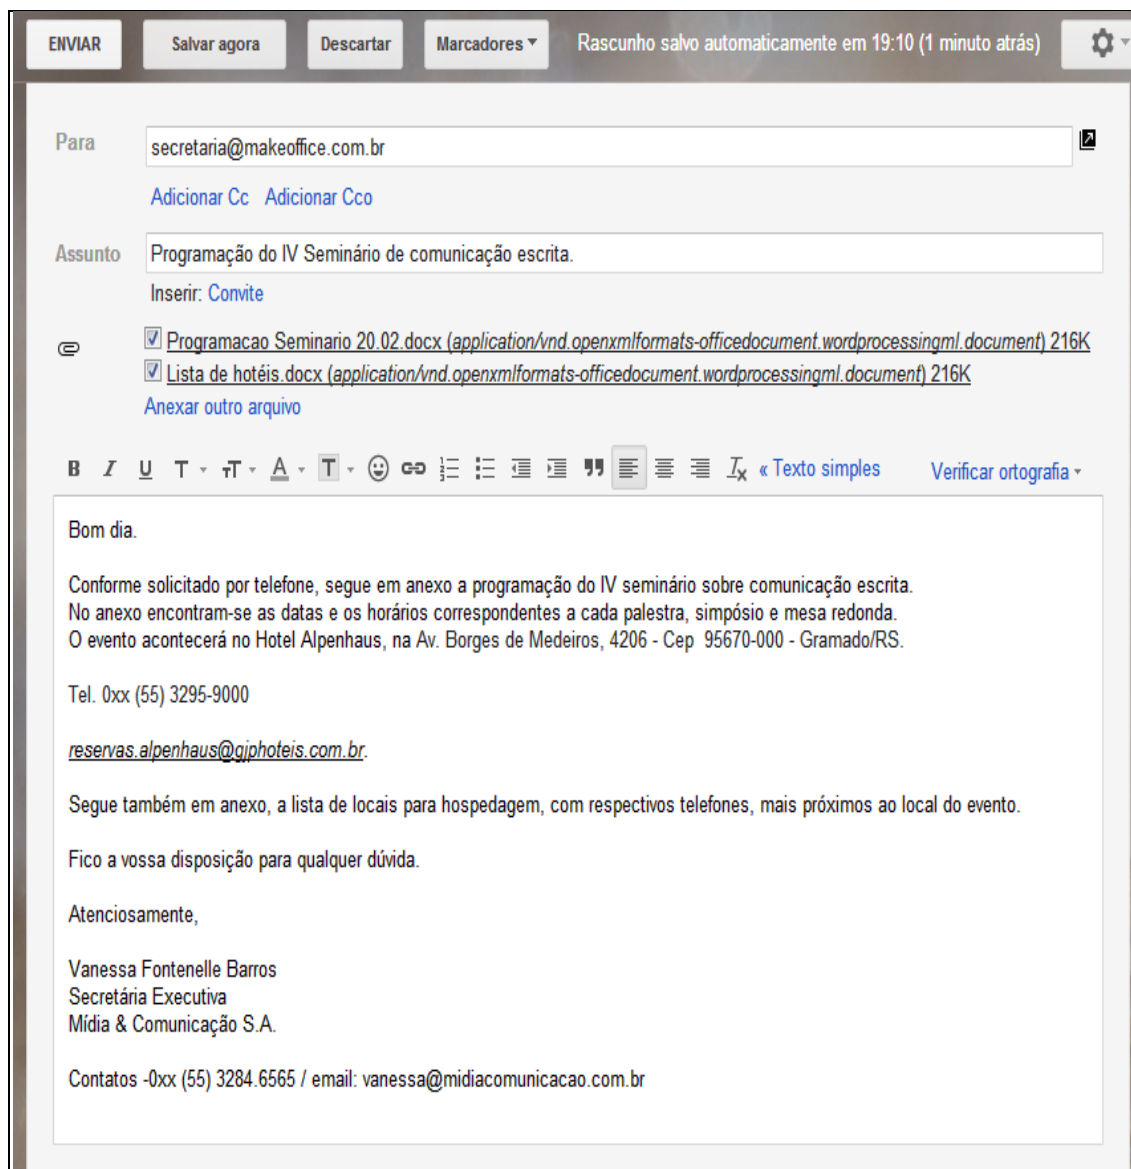 ENVIAR Salvar agora Descartar Marcadores Rascunho salvo automaticamente em 19:10 (1 minuto atrás)
Para secretaria@makeoffice.com.br
Adicionar Cc Adicionar Cco
Assunto Programação do IV Seminário de comunicação escrita.
Inserir: Convite
Programacao Seminario 20.02.docx (application/vnd.openxmlformats-officedocument.wordprocessingml.document) 216K
Lista de hotéis.docx (application/vnd.openxmlformats-officedocument.wordprocessingml.document) 216K
Anexar outro arquivo
B I U T TT A T « Texto simples Verificar ortografia
Bom dia.
Conforme solicitado por telefone, segue em anexo a programação do IV seminário sobre comunicação escrita.
No anexo encontram-se as datas e os horários correspondentes a cada palestra, simpósio e mesa redonda.
O evento acontecerá no Hotel Alpenhaus, na Av. Borges de Medeiros, 4206 - Cep 95670-000 - Gramado/RS.
Tel. 0xx (55) 3295-9000
reservas.alpenhaus@gjphoteis.com.br.
Segue também em anexo, a lista de locais para hospedagem, com respectivos telefones, mais próximos ao local do evento.
Fico a vossa disposição para qualquer dúvida.
Atenciosamente,
Vanessa Fontenelle Barros
Secretária Executiva
Mídia & Comunicação S.A.
Contatos -0xx (55) 3284.6565 / email: vanessa@midiacomunicacao.com.br